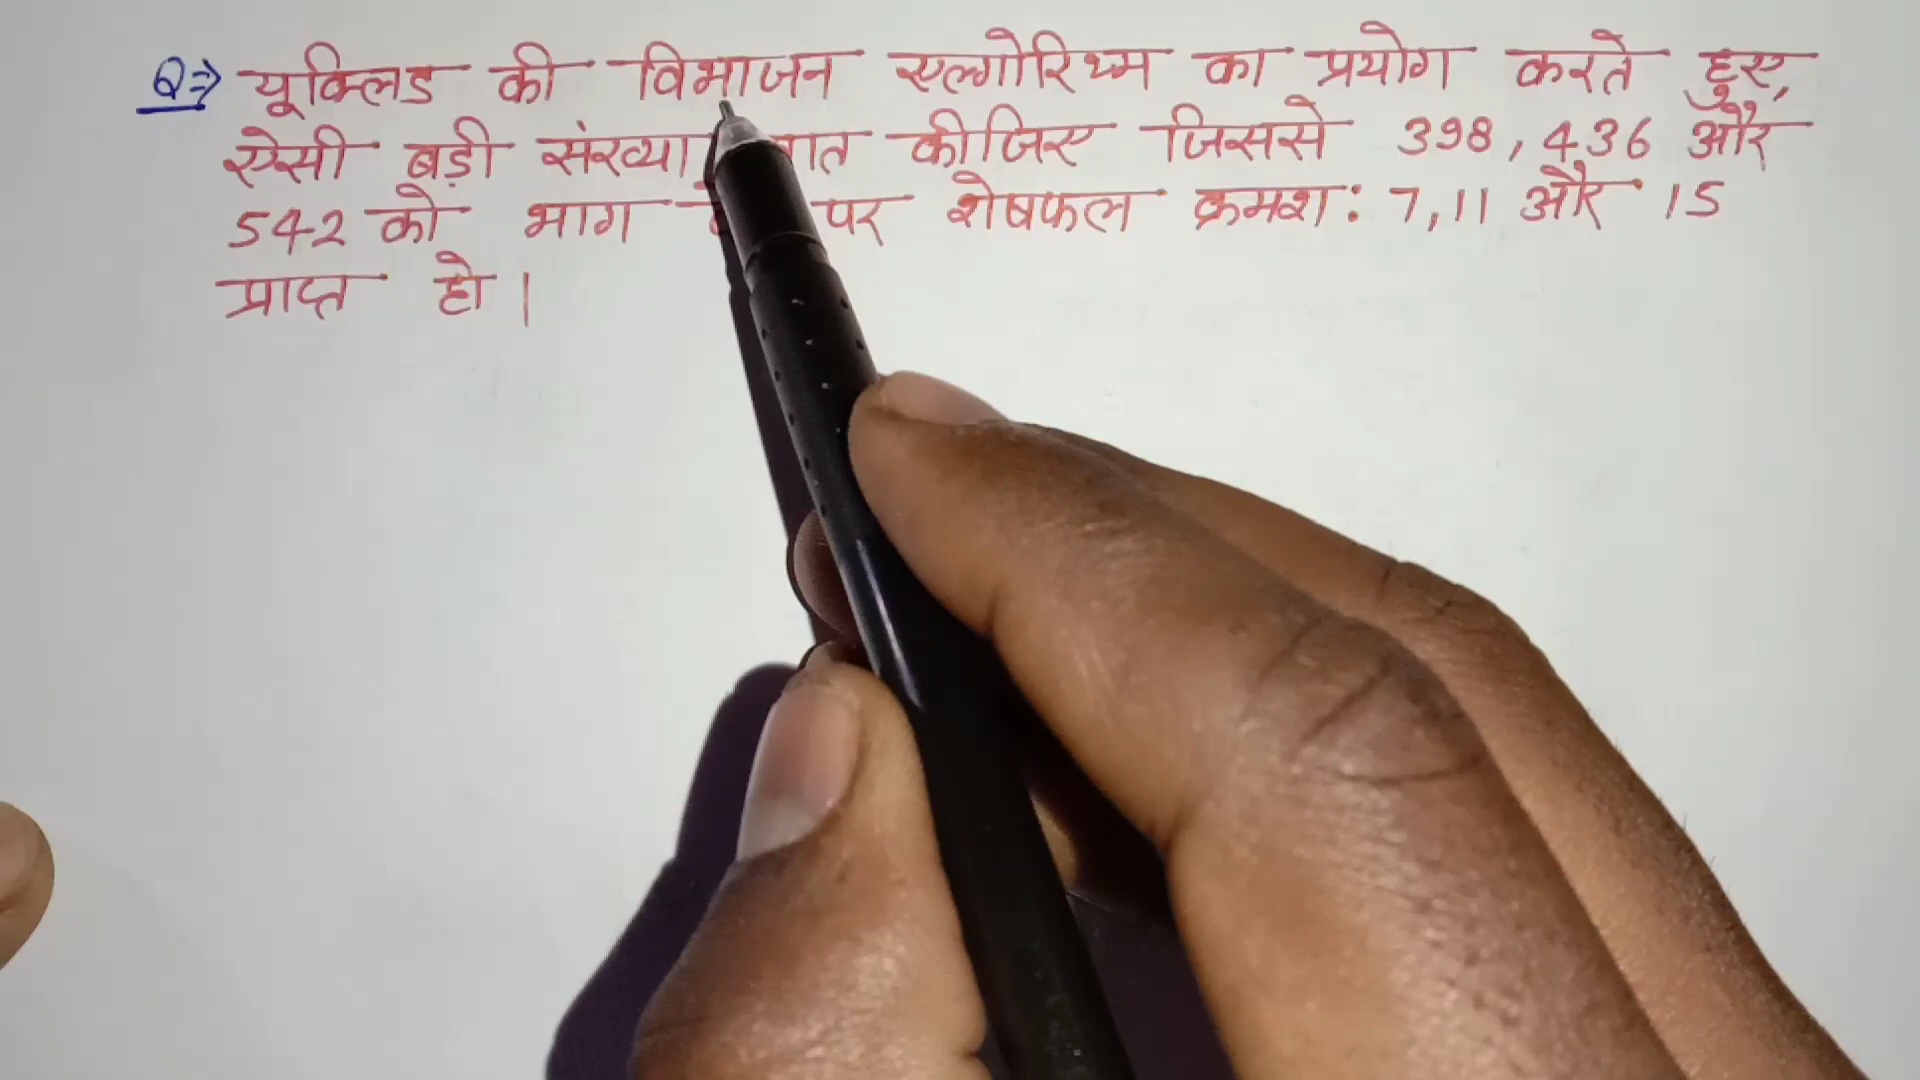 Q⇒ यूक्लिड की विभाजन एल्गोरिथ्म का प्रयोग करते हुए,
ऐसी बड़ी संख्या कीजिए जिससे 398, 436 और
542 को भाग पर शेषफल क्रमश: 7, 11 और 15
प्राप्त हो।